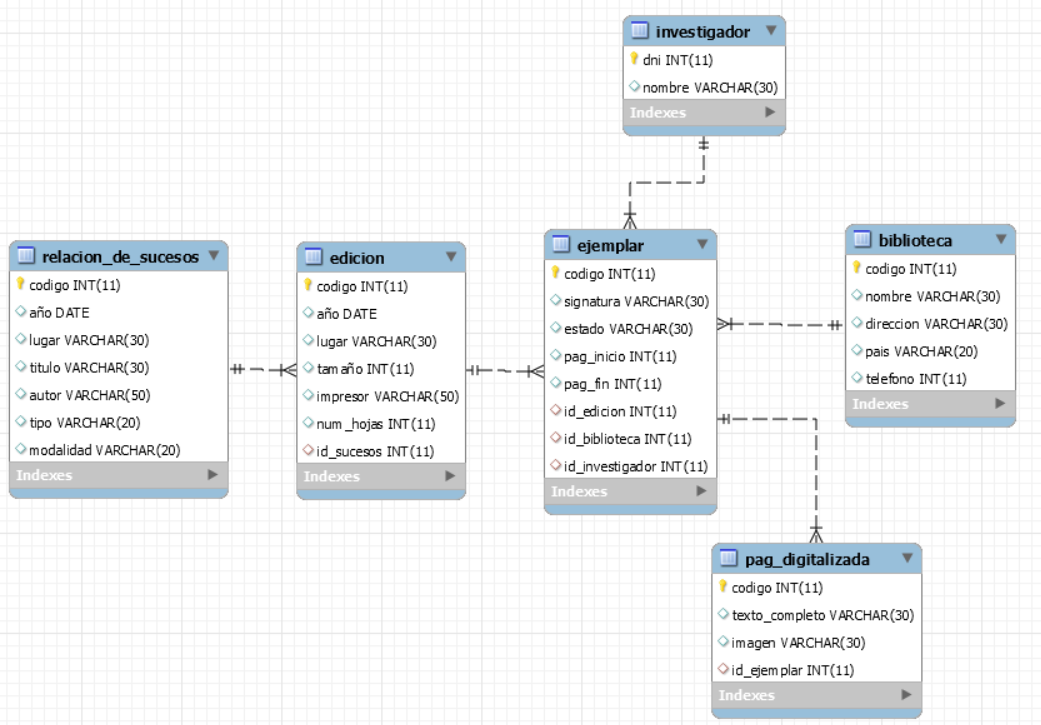 investigador
dni INT(11)
nombre VARCHAR(30)
Indexes
relacion_de_sucesos
codigo INT(11)
año DATE
lugar VARCHAR(30)
titulo VARCHAR(30)
autor VARCHAR(50)
tipo VARCHAR(20)
modalidad VARCHAR(20)
Indexes
edicion
codigo INT(11)
año DATE
lugar VARCHAR(30)
tamaño INT(11)
impresor VARCHAR(50)
num_hojas INT(11)
id_sucesos INT(11)
Indexes
ejemplar
codigo INT(11)
signatura VARCHAR(30)
estado VARCHAR(30)
pag_inicio INT(11)
pag_fin INT(11)
id_edicion INT(11)
id_biblioteca INT(11)
id_investigador INT(11)
Indexes
biblioteca
codigo INT(11)
nombre VARCHAR(30)
direccion VARCHAR(30)
pais VARCHAR(20)
telefono INT(11)
Indexes
pag_digitalizada
codigo INT(11)
texto_completo VARCHAR(30)
imagen VARCHAR(30)
id_ejemplar INT(11)
Indexes